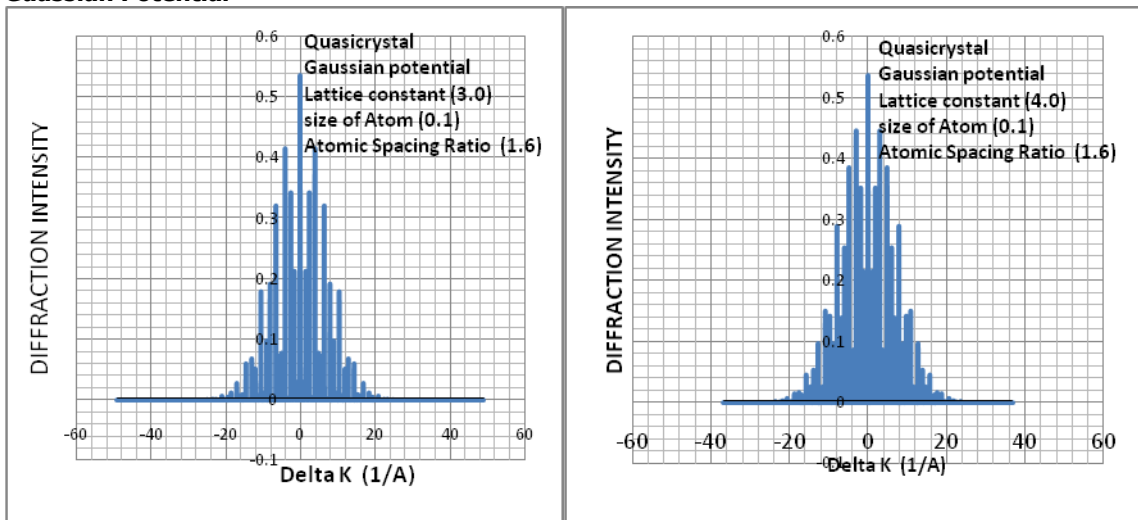 Gaussian Potential
0.6
Quasicrystal
Gaussian potential
Lattice constant (3.0)
size of Atom (0.1)
Atomic Spacing Ratio (1.6)
0.5
0.4
0.3
0.2
0.1
0
-0.1
-60 -40 -20 0 20 40 60
DIFFRACTION INTENSITY
Delta K (1/A)
0.6
Quasicrystal
Gaussian potential
Lattice constant (4.0)
size of Atom (0.1)
Atomic Spacing Ratio (1.6)
0.5
0.4
0.3
0.2
0.1
0
-60 -40 -20 0 20 40 60
DIFFRACTION INTENSITY
Delta K (1/A)